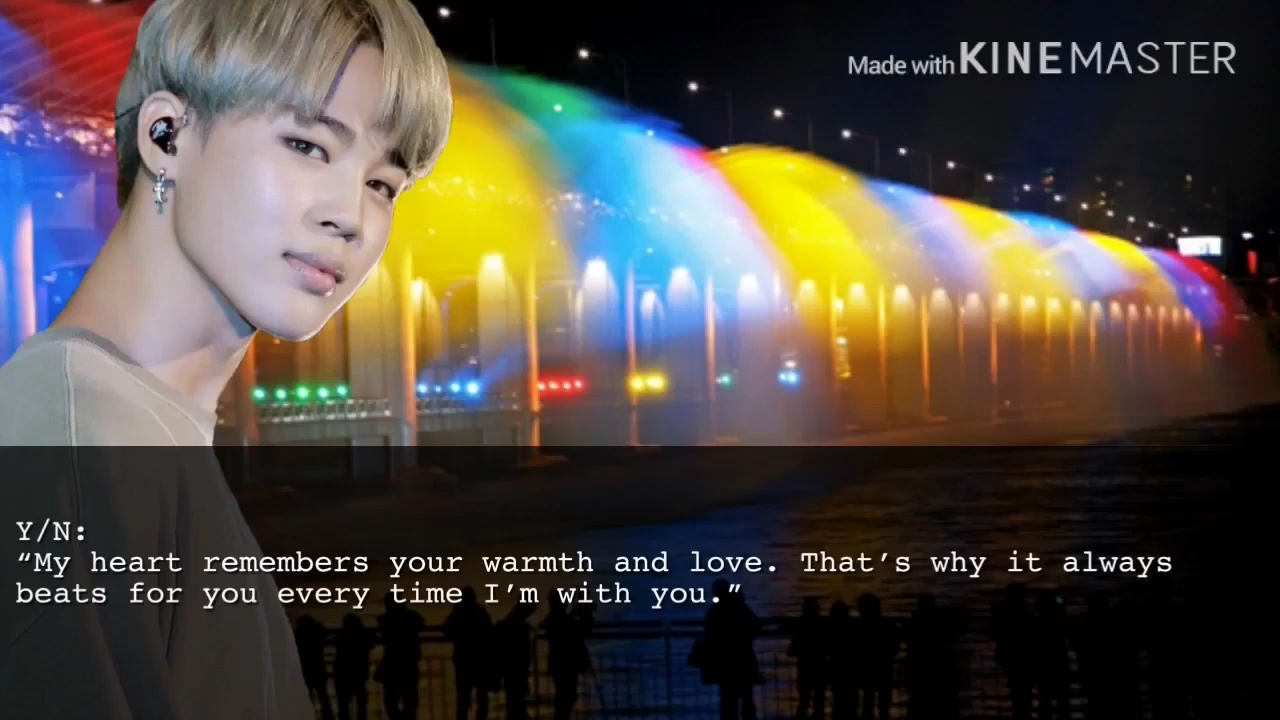 Made with KINEMASTER
Y/N:
“My heart remembers your warmth and love. That’s why it always
beats for you every time I’m with you.”